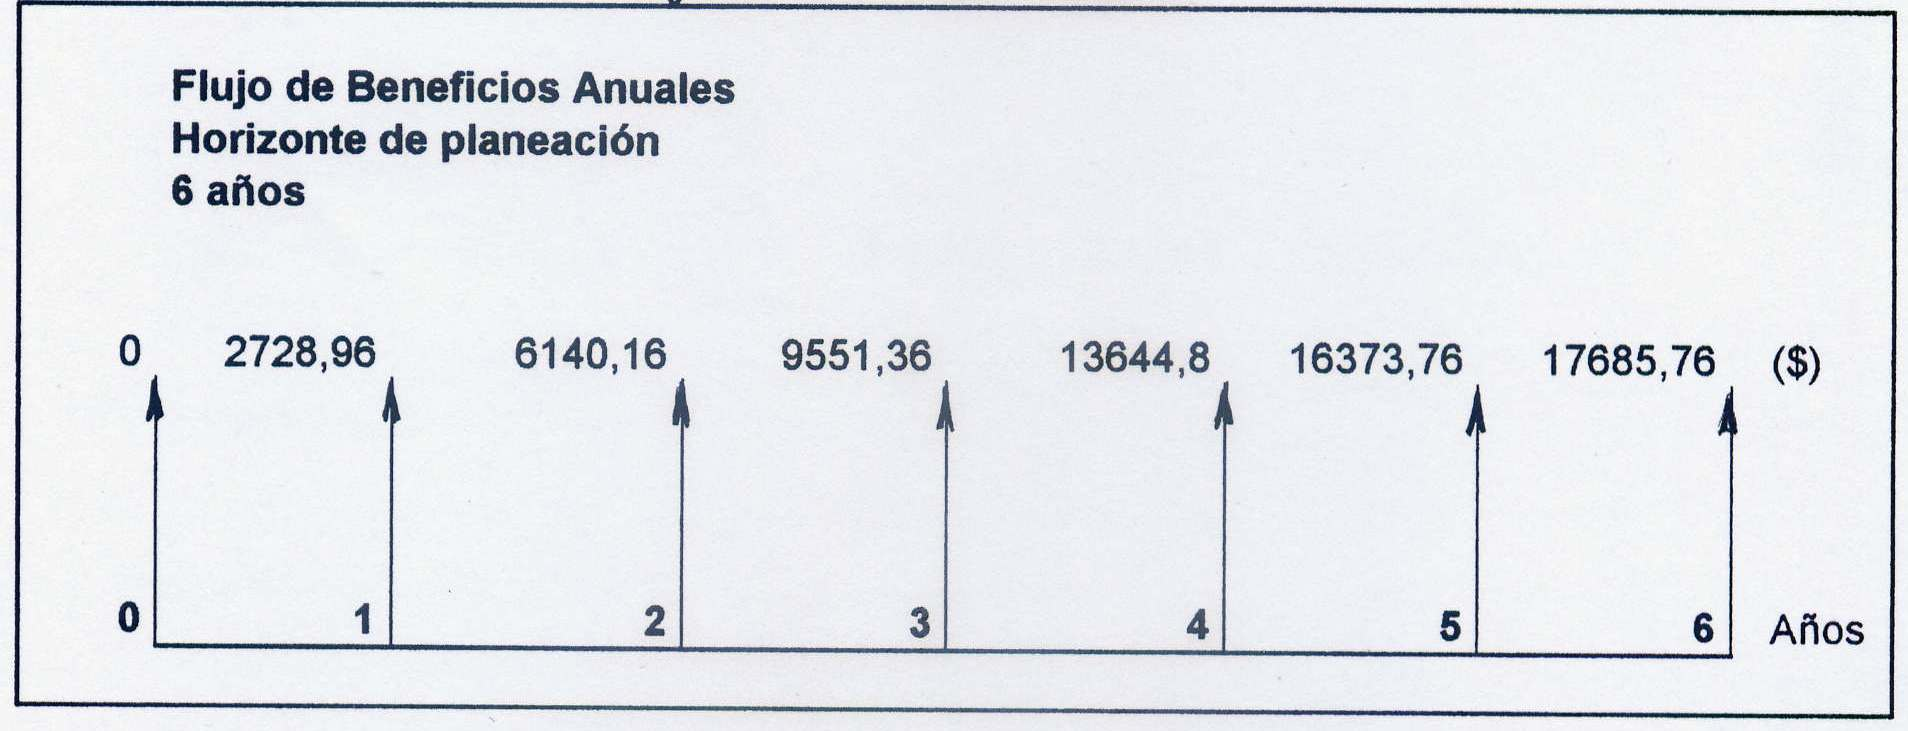 Flujo de Beneficios Anuales
Horizonte de planeación
6 años
0 2728,96 6140,16 9551,36 13644,8 16373,76 17685,76 ($)
0 1 2 3 4 5 6 Años